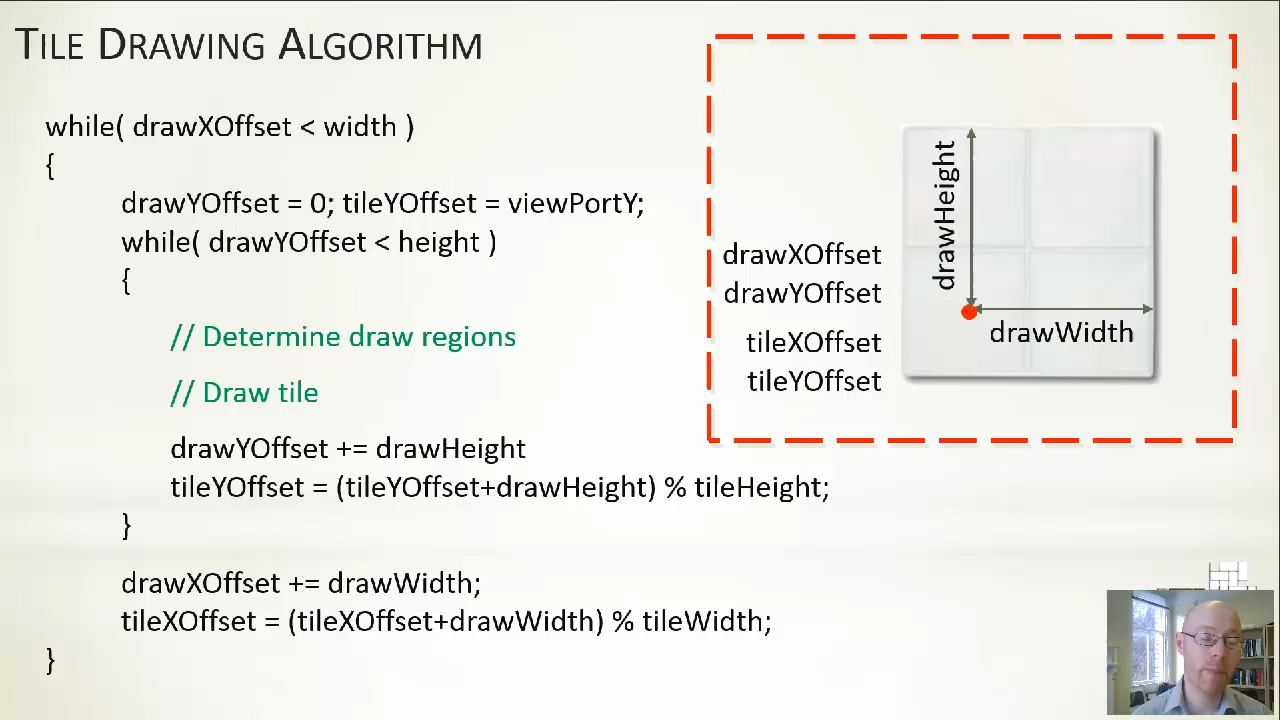 TILE DRAWING ALGORITHM
while( drawXOffset < width )
{
drawYOffset = 0; tileYOffset = viewPortY;
while( drawYOffset < height )
{
// Determine draw regions
// Draw tile
drawYOffset += drawHeight
tileYOffset = (tileYOffset+drawHeight) % tileHeight;
}
drawXOffset += drawWidth;
tileXOffset = (tileXOffset+drawWidth) % tileWidth;
}
drawXOffset
drawYOffset
tileXOffset
tileYOffset
drawHeight
drawWidth